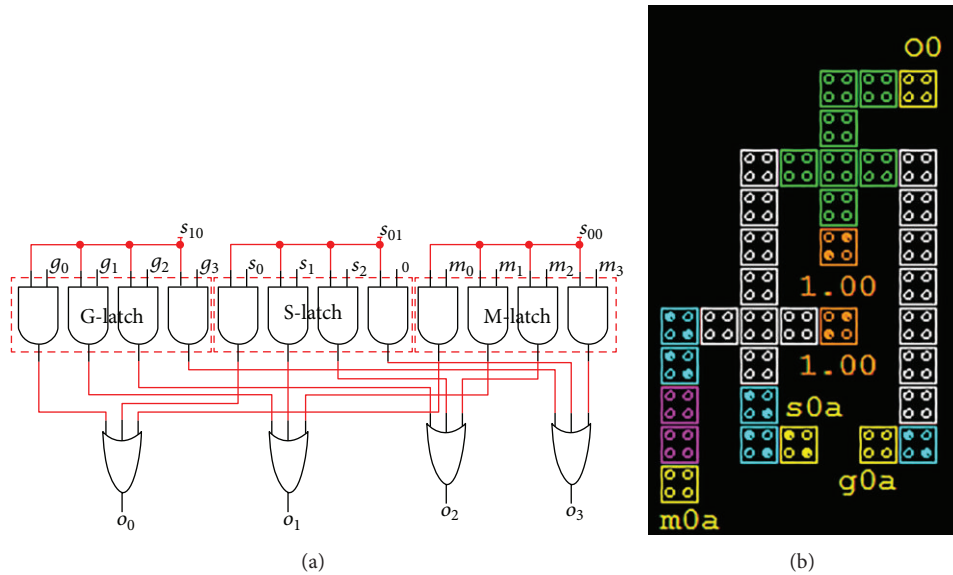 s10 s01 s00
g0 g1 g2 g3 s0 s1 s2 0 m0 m1 m2 m3
G-latch S-latch M-latch
o0 o1 o2 o3
(a)
o0
1.00
1.00
s0a
g0a
m0a
(b)